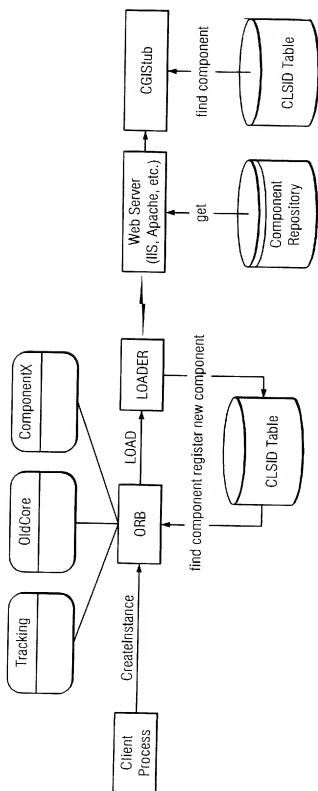 Tracking
OldCore
ComponentX
Client
Process
CreateInstance
ORB
LOAD
LOADER
Web Server
(IIS, Apache, etc.)
CGIStub
find component register new component
get
find component
CLSID Table
Component
Repository
CLSID Table